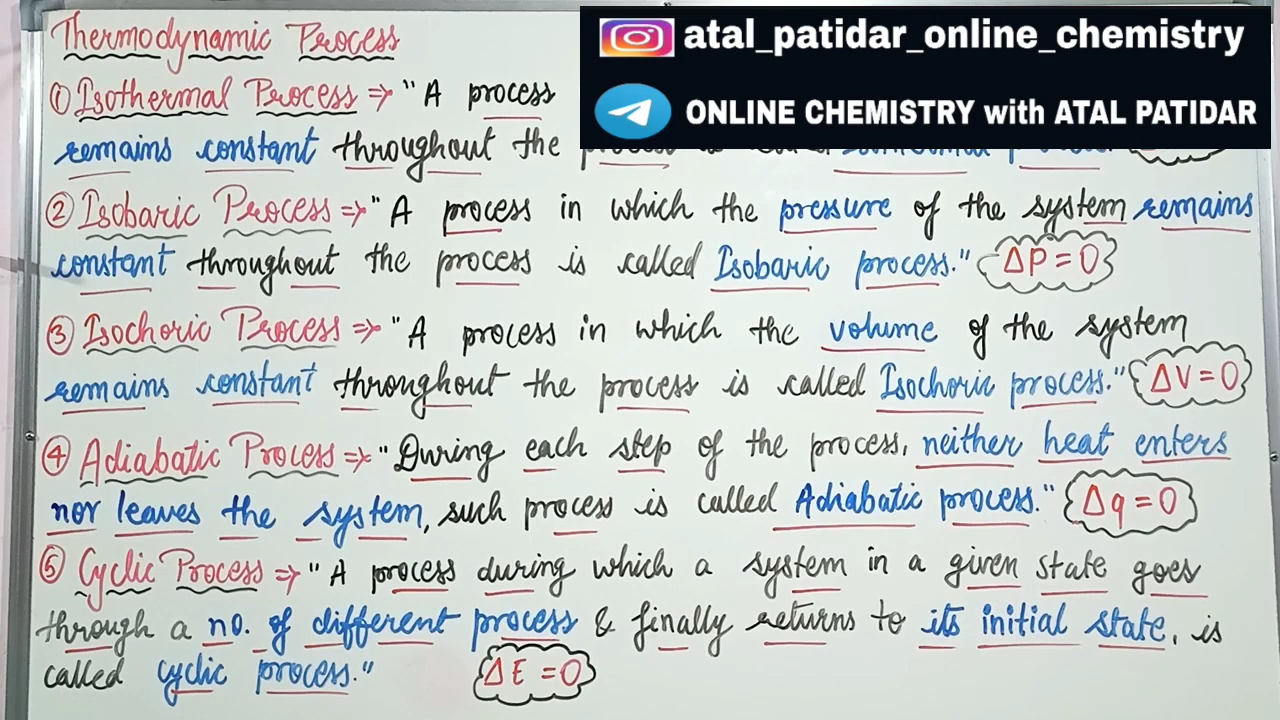 Thermodynamic Process
atal_patidar_online_chemistry
ONLINE CHEMISTRY with ATAL PATIDAR
① Isothermal Process ⇒ "A process
remains constant throughout the process
② Isobaric Process ⇒ "A process in which the pressure of the system remains
constant throughout the process is called Isobaric process." ΔP = 0
③ Isochoric Process ⇒ "A process in which the volume of the system
remains constant throughout the process is called Isochoric process." ΔV = 0
④ Adiabatic Process ⇒ "During each step of the process, neither heat enters
nor leaves the system, such process is called Adiabatic process." Δq = 0
⑤ Cyclic Process ⇒ "A process during which a system in a given state goes
through a no. of different process & finally returns to its initial state, is
called cyclic process." ΔE = 0